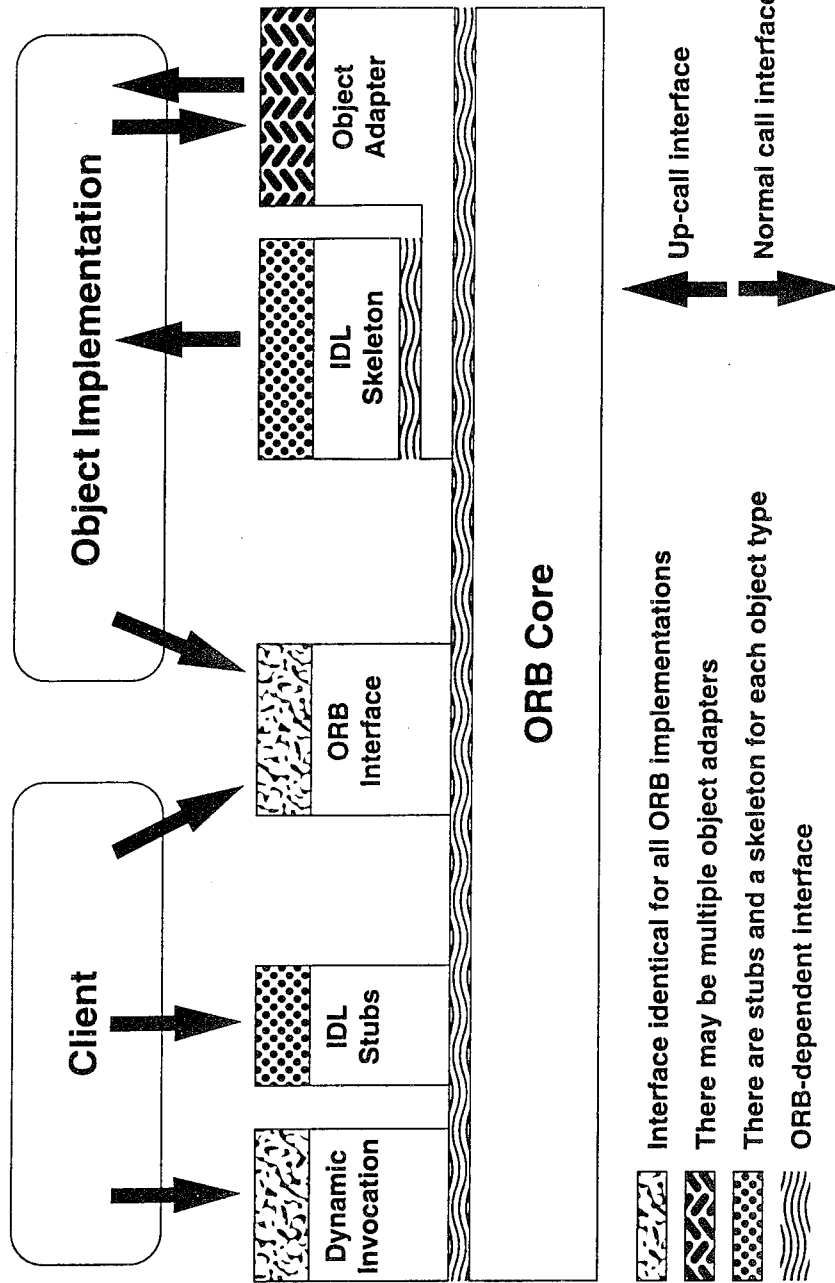 Client
Object Implementation
Dynamic
Invocation
IDL
Stubs
ORB
Interface
IDL
Skeleton
Object
Adapter
ORB Core
Interface identical for all ORB implementations
There may be multiple object adapters
There are stubs and a skeleton for each object type
ORB-dependent interface
Up-call interface
Normal call interface